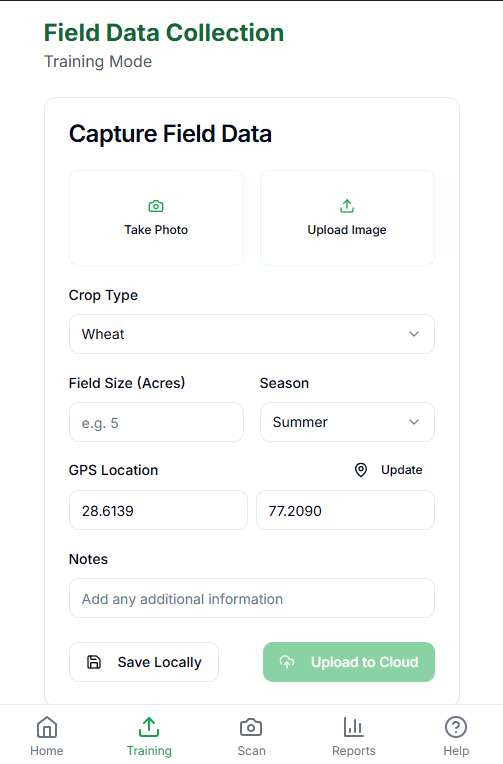 Field Data Collection
Training Mode
Capture Field Data
Take Photo
Upload Image
Crop Type
Wheat
Field Size (Acres)
Season
e.g. 5
Summer
GPS Location
Update
28.6139
77.2090
Notes
Add any additional information
Save Locally
Upload to Cloud
Home
Training
Scan
Reports
Help